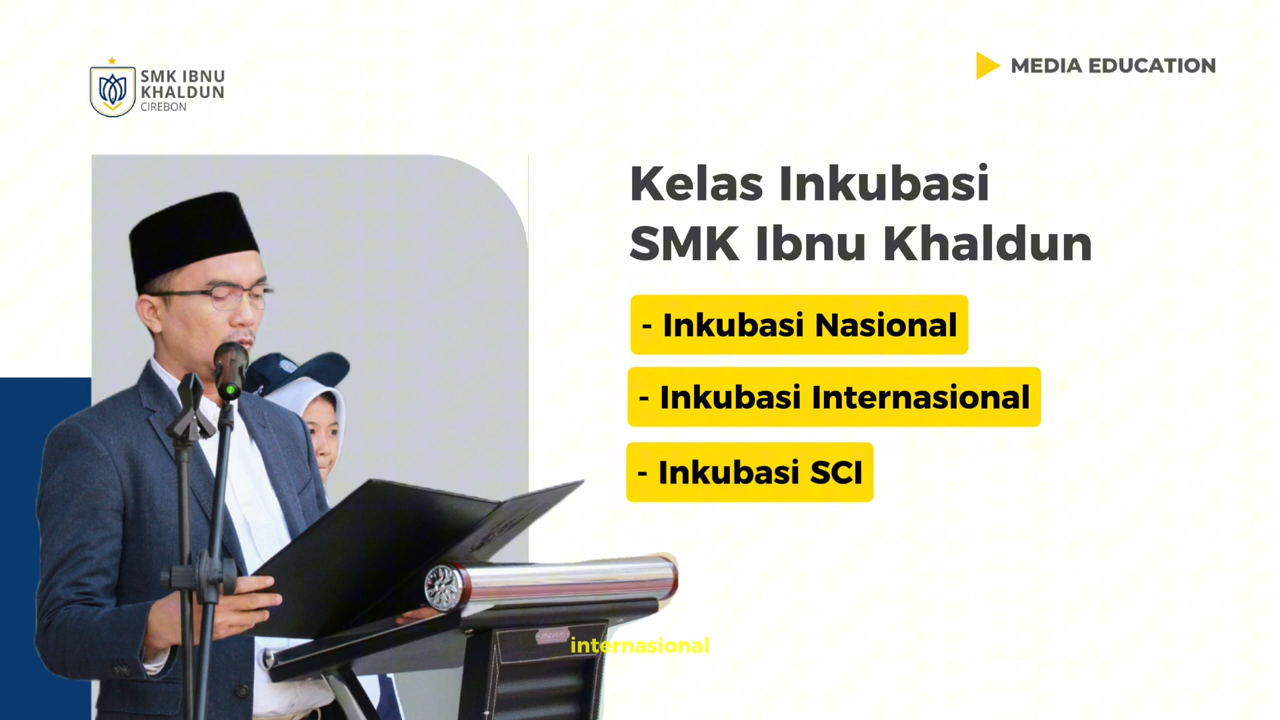 SMK IBNU
KHALDUN
CIREBON
MEDIA EDUCATION
Kelas Inkubasi
SMK Ibnu Khaldun
- Inkubasi Nasional
- Inkubasi Internasional
- Inkubasi SCI
internasional